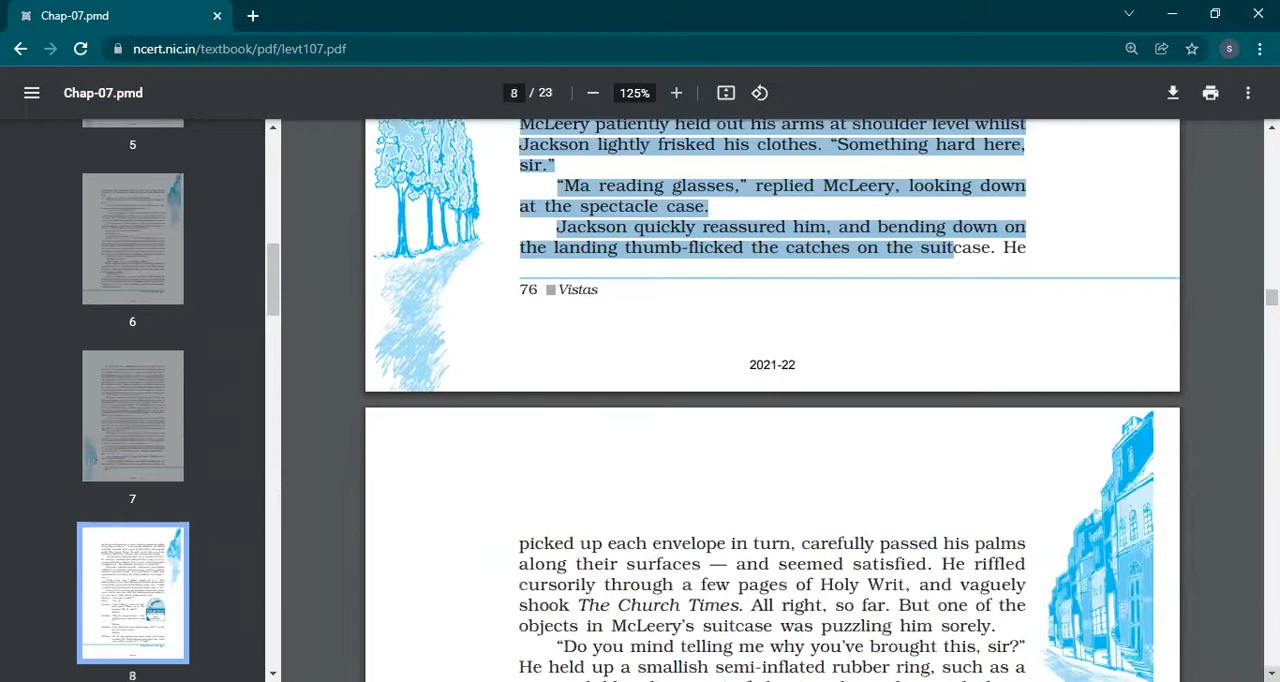 Chap-07.pmd
ncert.nic.in/textbook/pdf/levt107.pdf
S
Chap-07.pmd
8 / 23
125%
5
6
7
8
McLeery patiently held out his arms at shoulder level whilst
Jackson lightly frisked his clothes. “Something hard here,
sir.”
“Ma reading glasses,” replied McLeery, looking down
at the spectacle case.
Jackson quickly reassured him, and bending down on
the landing thumb-flicked the catches on the suitcase. He
76 Vistas
2021-22
picked up each envelope in turn, carefully passed his palms
along their surfaces — and seemed satisfied. He riffled
cursorily through a few pages of Holy Writ, and vaguely
shook The Church Times. All right, so far. But one of the
objects in McLeery’s suitcase was puzzling him sorely.
“Do you mind telling me why you’ve brought this, sir?”
He held up a smallish semi-inflated rubber ring, such as a